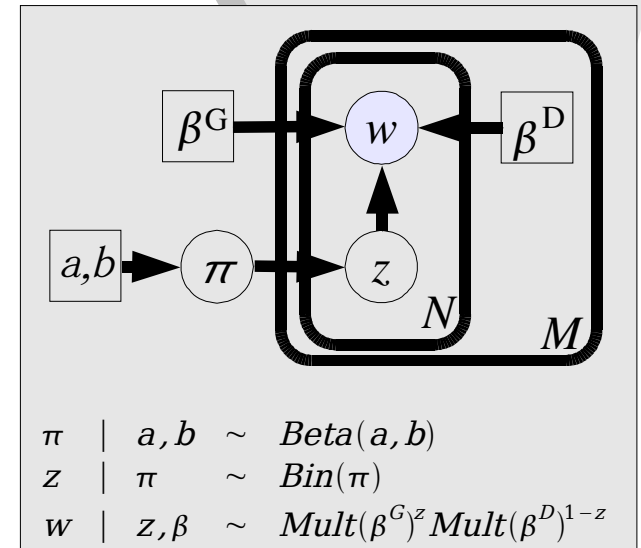 β^G w β^D
a,b π z
N M
π | a,b ~ Beta(a,b)
z | π ~ Bin(π)
w | z,β ~ Mult(β^G)^z Mult(β^D)^{1−z}